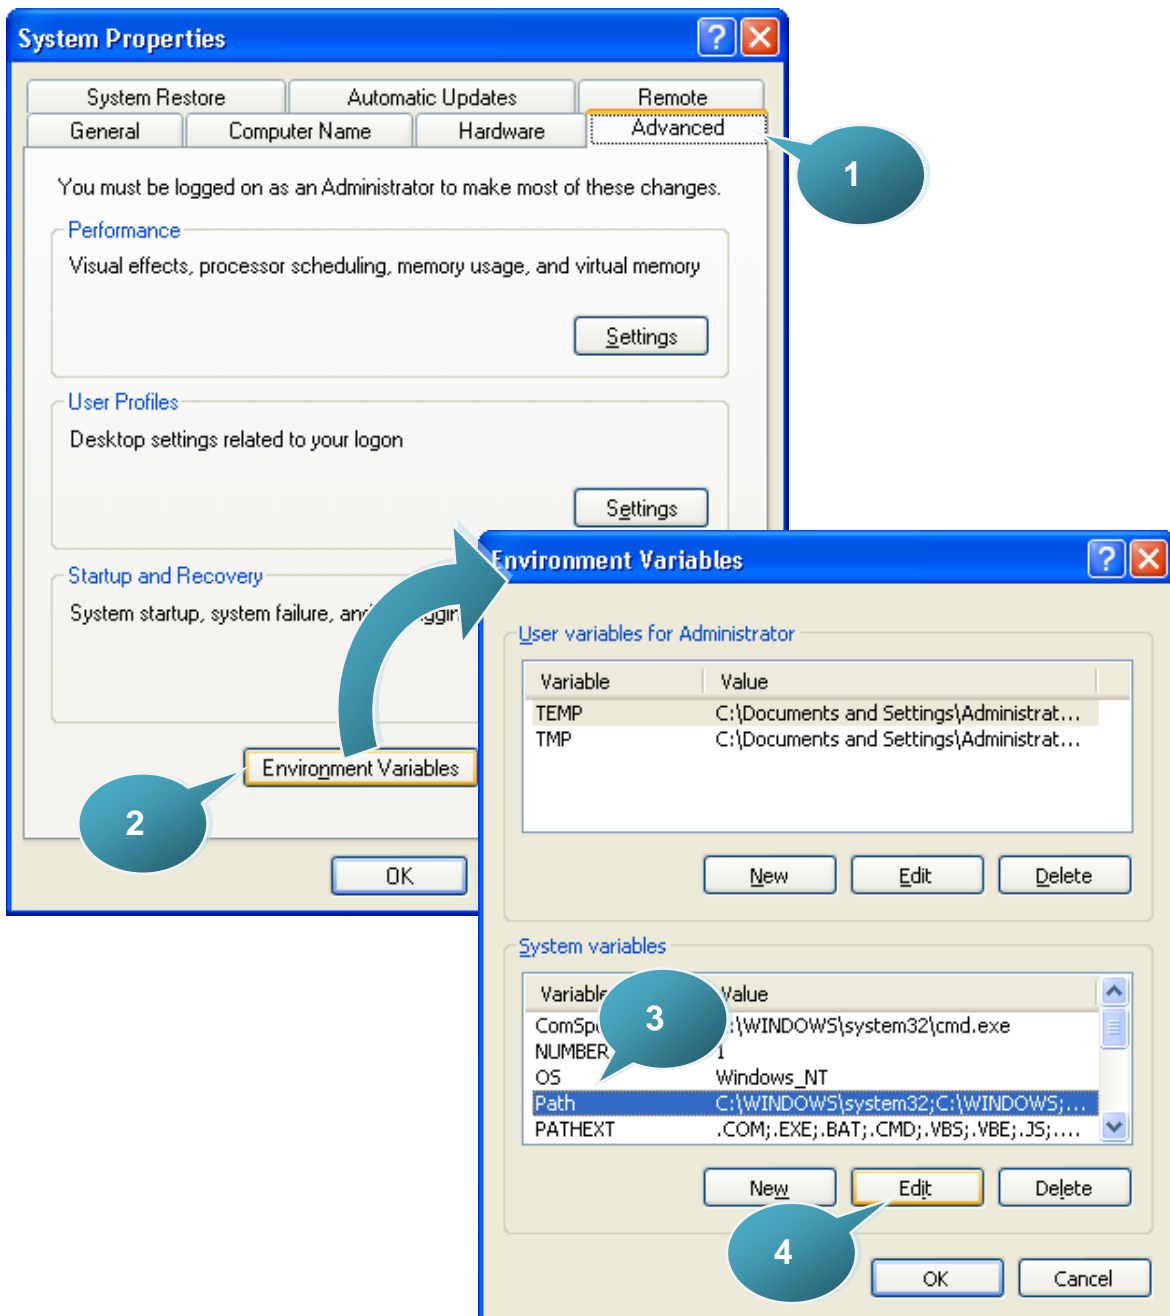 System Properties
System Restore Automatic Updates Remote
General Computer Name Hardware Advanced
1
You must be logged on as an Administrator to make most of these changes.
Performance
Visual effects, processor scheduling, memory usage, and virtual memory
Settings
User Profiles
Desktop settings related to your logon
Settings
Startup and Recovery
System startup, system failure, and
Environment Variables
2
OK
Environment Variables
User variables for Administrator
Variable Value
TEMP C:\Documents and Settings\Administrat...
TMP C:\Documents and Settings\Administrat...
New Edit Delete
System variables
Variable Value
3
ComSp :\WINDOWS\system32\cmd.exe
NUMBER 1
OS Windows_NT
Path C:\WINDOWS\system32;C:\WINDOWS;...
PATHEXT .COM;.EXE;.BAT;.CMD;.VBS;.VBE;.JS;....
New Edit Delete
4
OK Cancel